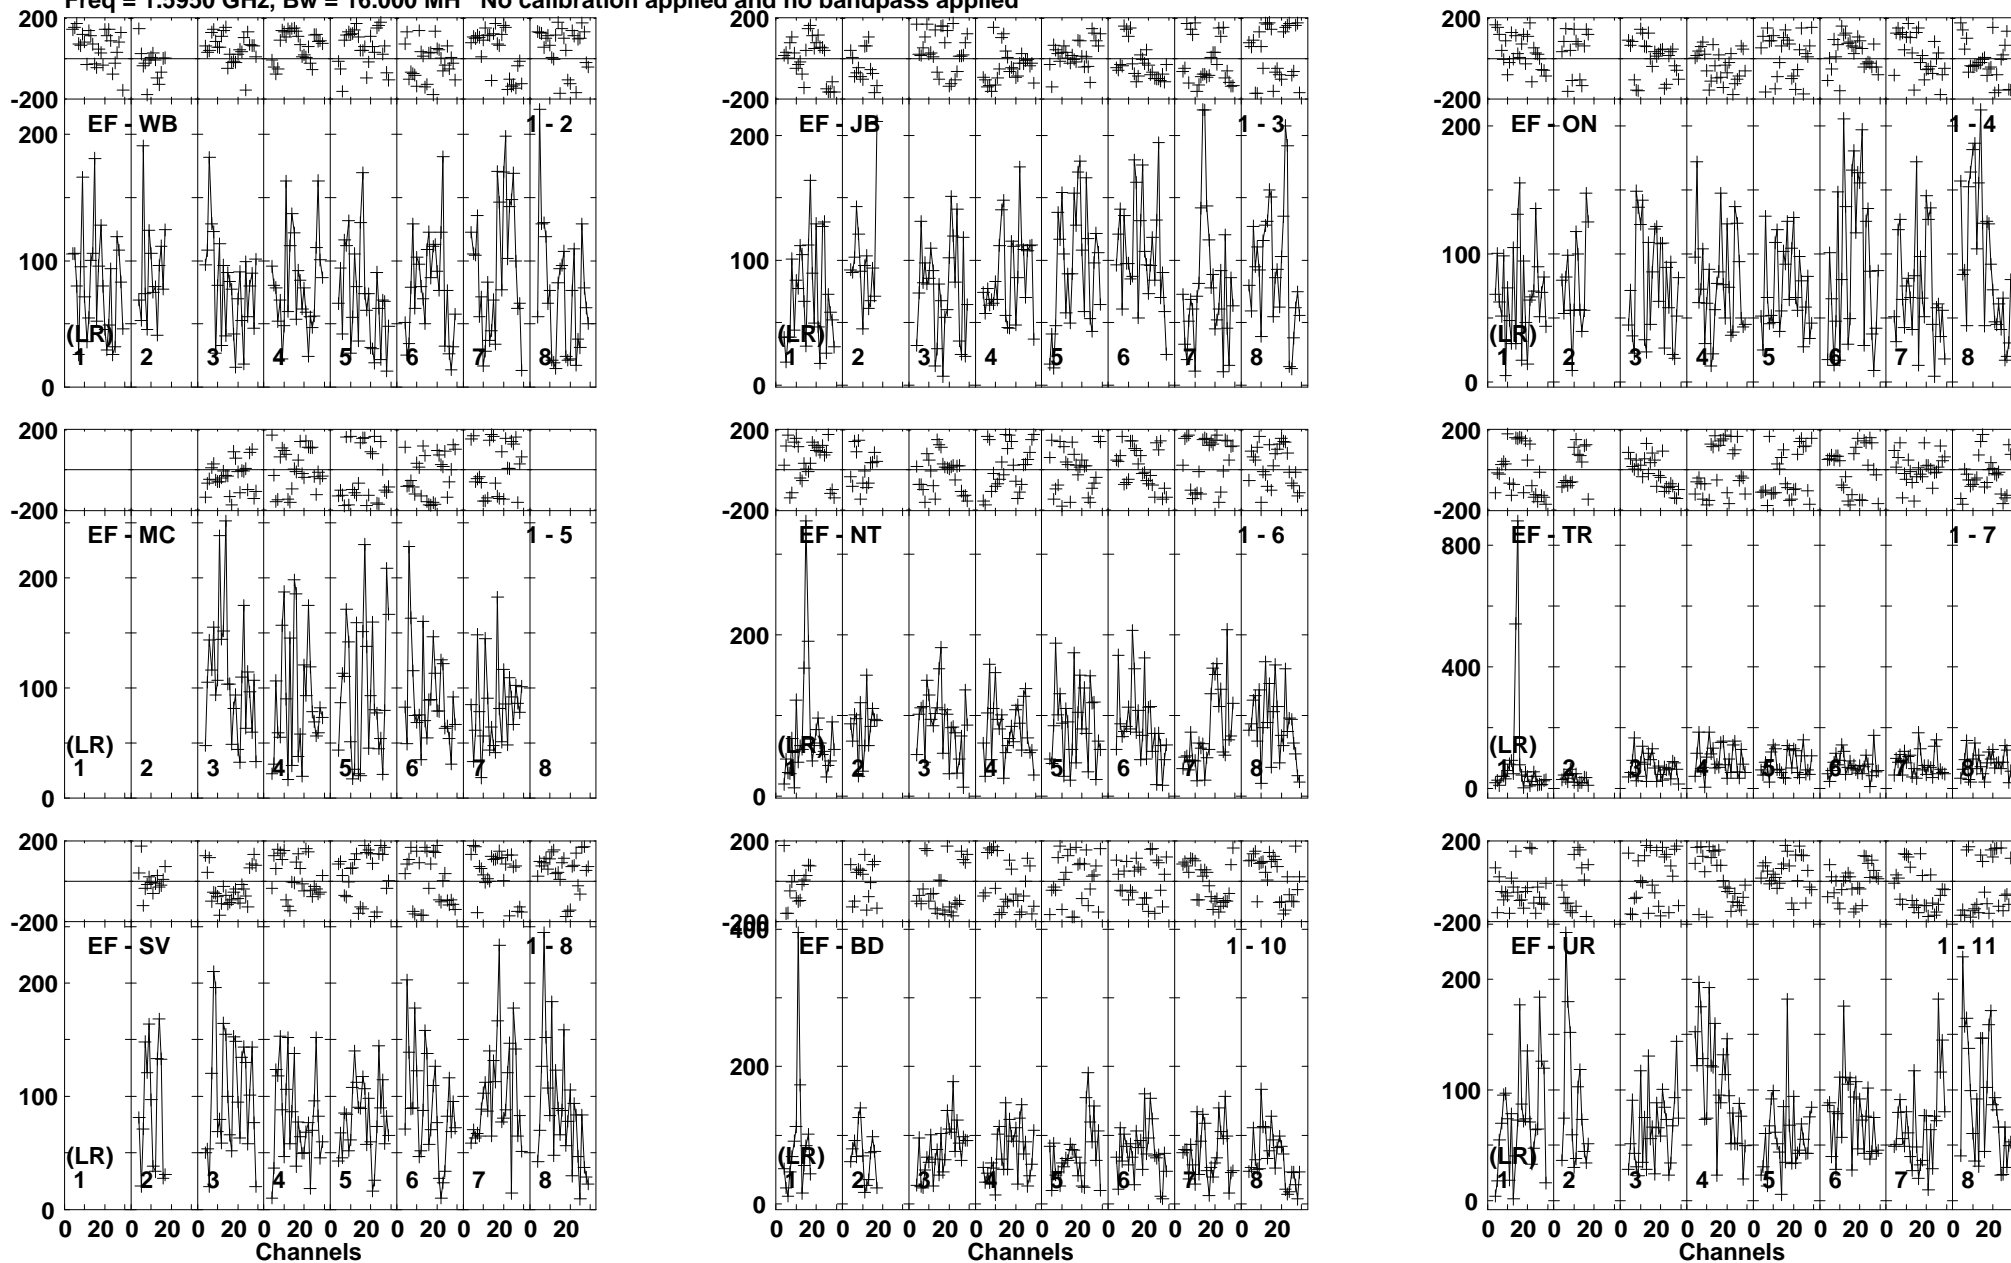 Freq = 1.5950 GHz, Bw = 16.000 MH No calibration applied and no bandpass applied
200 200 200
-200 -200 -200
EF - WB 1 - 2 EF - JB 1 - 3 EF - ON 1 - 4
200 200 200
100 100 100
(LR) (LR) (LR)
1 2 3 4 5 6 7 8 1 2 3 4 5 6 7 8 1 2 3 4 5 6 7 8
0 0 0
200 200 200
-200 -200 -200
EF - MC 1 - 5 EF - NT 1 - 6 EF - TR 1 - 7
200 200 800
100 400
(LR) (LR) (LR)
1 2 3 4 5 6 7 8 1 2 3 4 5 6 7 8 1 2 3 4 5 6 7 8
0 0 0
200 200 200
-200 -200 -200
400
EF - SV 1 - 8 EF - BD 1 - 10 EF - UR 1 - 11
200 200 200
100 100
(LR) (LR) (LR)
1 2 3 4 5 6 7 8 1 2 3 4 5 6 7 8 1 2 3 4 5 6 7 8
0 0 0
0 20 0 20 0 20 0 20 0 20 0 20 0 20 0 20 0 20 0 20 0 20 0 20 0 20 0 20 0 20 0 20 0 20 0 20 0 20 0 20 0 20 0 20 0 20 0 20
Channels Channels Channels